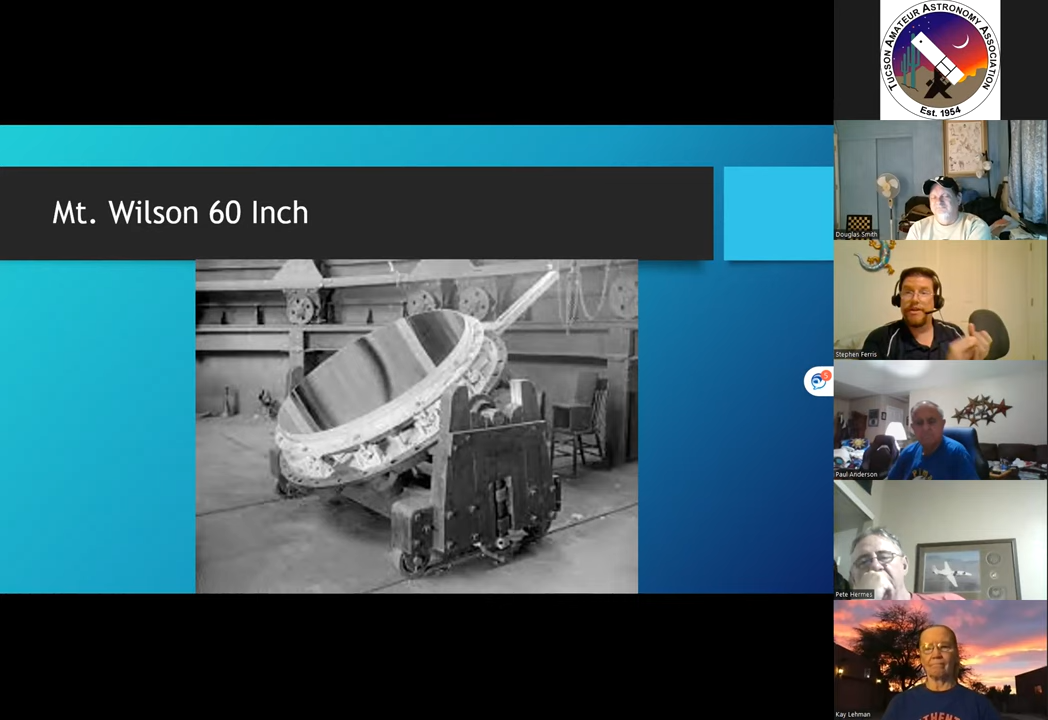 Mt. Wilson 60 Inch
TUCSON AMATEUR ASTRONOMY ASSOCIATION
Est. 1954
Douglas Smith
Stephen Ferris
5
Paul Anderson
Pete Hermes
Kay Lehman